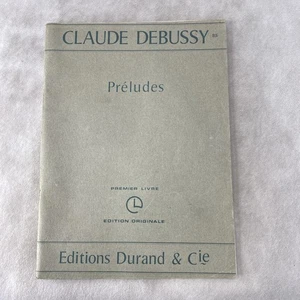 CLAUDE DEBUSSY
Préludes
PREMIER LIVRE
EDITION ORIGINALE
Editions Durand & Cie